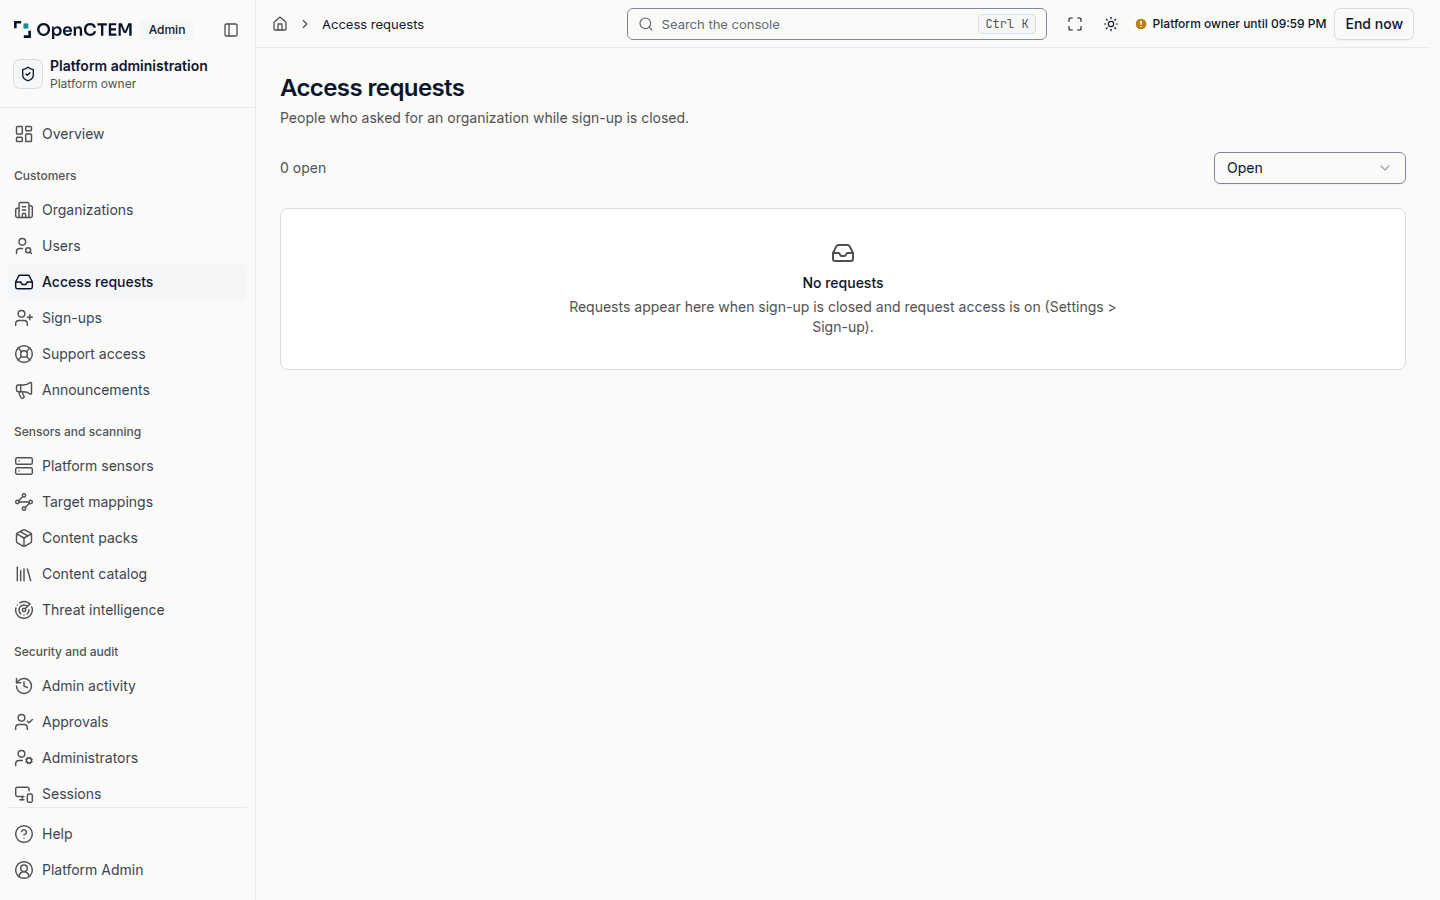 OpenCTEM
Admin
Platform administration
Platform owner
Overview
Customers
Organizations
Users
Access requests
Sign-ups
Support access
Announcements
Sensors and scanning
Platform sensors
Target mappings
Content packs
Content catalog
Threat intelligence
Security and audit
Admin activity
Approvals
Administrators
Sessions
Help
Platform Admin
Access requests
Search the console
Ctrl K
Platform owner until 09:59 PM
End now
Access requests
People who asked for an organization while sign-up is closed.
0 open
Open
No requests
Requests appear here when sign-up is closed and request access is on (Settings >
Sign-up).